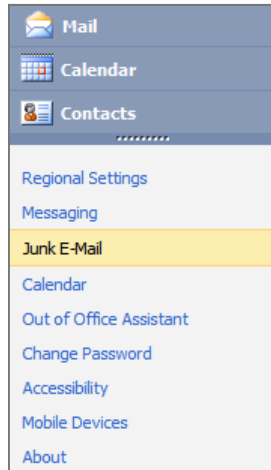 Mail
Calendar
Contacts
Regional Settings
Messaging
Junk E-Mail
Calendar
Out of Office Assistant
Change Password
Accessibility
Mobile Devices
About